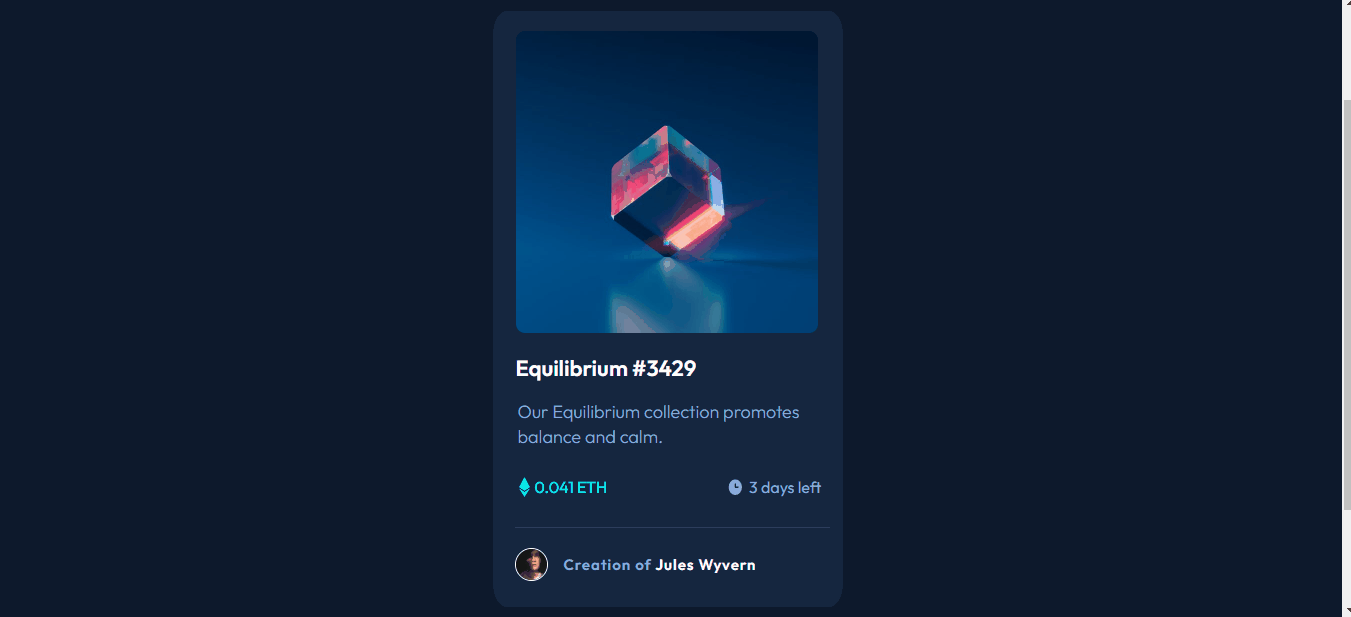 Equilibrium #3429
Our Equilibrium collection promotes
balance and calm.
0.041 ETH
3 days left
Creation of Jules Wyvern